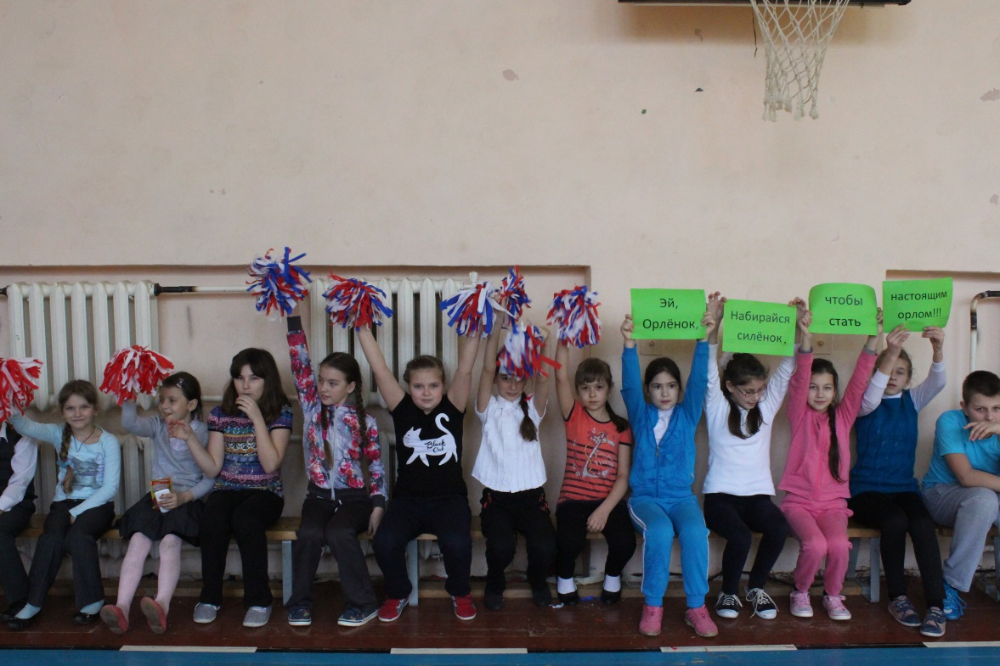 Эй,
Орлёнок,
Набирайся
силёнок,
чтобы
стать
настоящим
орлом!!!
Black
Cat